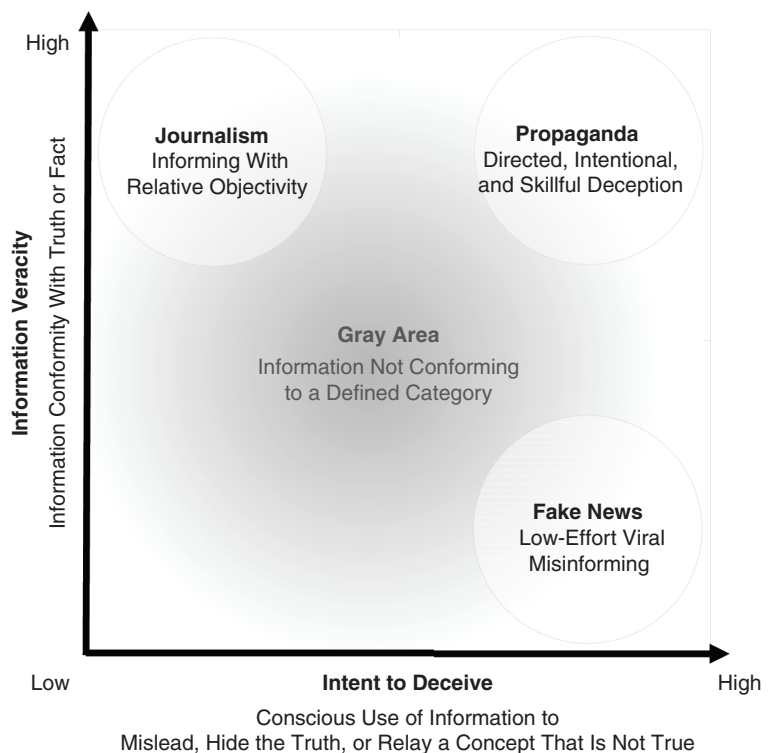 High
Journalism
Informing With
Relative Objectivity
Propaganda
Directed, Intentional,
and Skillful Deception
Information Veracity
Information Conformity With Truth or Fact
Gray Area
Information Not Conforming
to a Defined Category
Fake News
Low-Effort Viral
Misinforming
Low
Intent to Deceive
High
Conscious Use of Information to
Mislead, Hide the Truth, or Relay a Concept That Is Not True